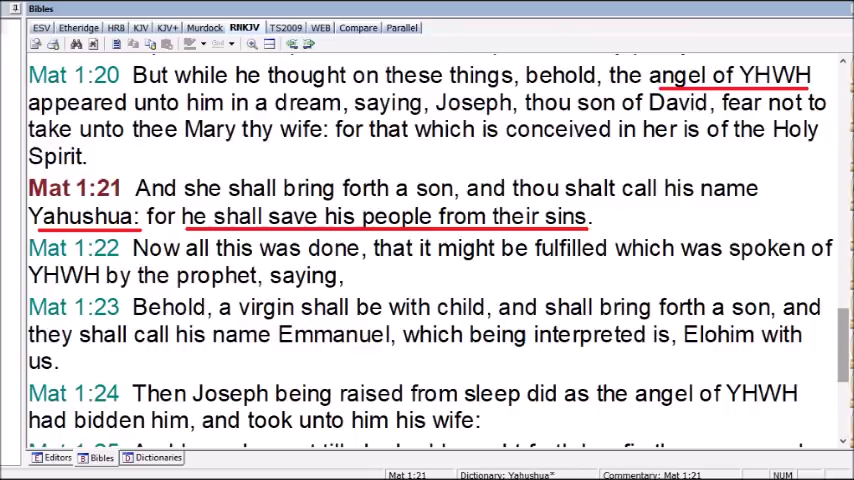 Bibles
ESV Etheridge HRB KJV KJV+ Murdock RNKJV TS2009 WEB Compare Parallel
Mat 1:20 But while he thought on these things, behold, the angel of YHWH
appeared unto him in a dream, saying, Joseph, thou son of David, fear not to
take unto thee Mary thy wife: for that which is conceived in her is of the Holy
Spirit.
Mat 1:21 And she shall bring forth a son, and thou shalt call his name
Yahushua: for he shall save his people from their sins.
Mat 1:22 Now all this was done, that it might be fulfilled which was spoken of
YHWH by the prophet, saying,
Mat 1:23 Behold, a virgin shall be with child, and shall bring forth a son, and
they shall call his name Emmanuel, which being interpreted is, Elohim with
us.
Mat 1:24 Then Joseph being raised from sleep did as the angel of YHWH
had bidden him, and took unto him his wife:
E Editors B Bibles D Dictionaries
Mat 1:21 Dictionary: Yahushua* Commentary: Mat 1:21 NUM